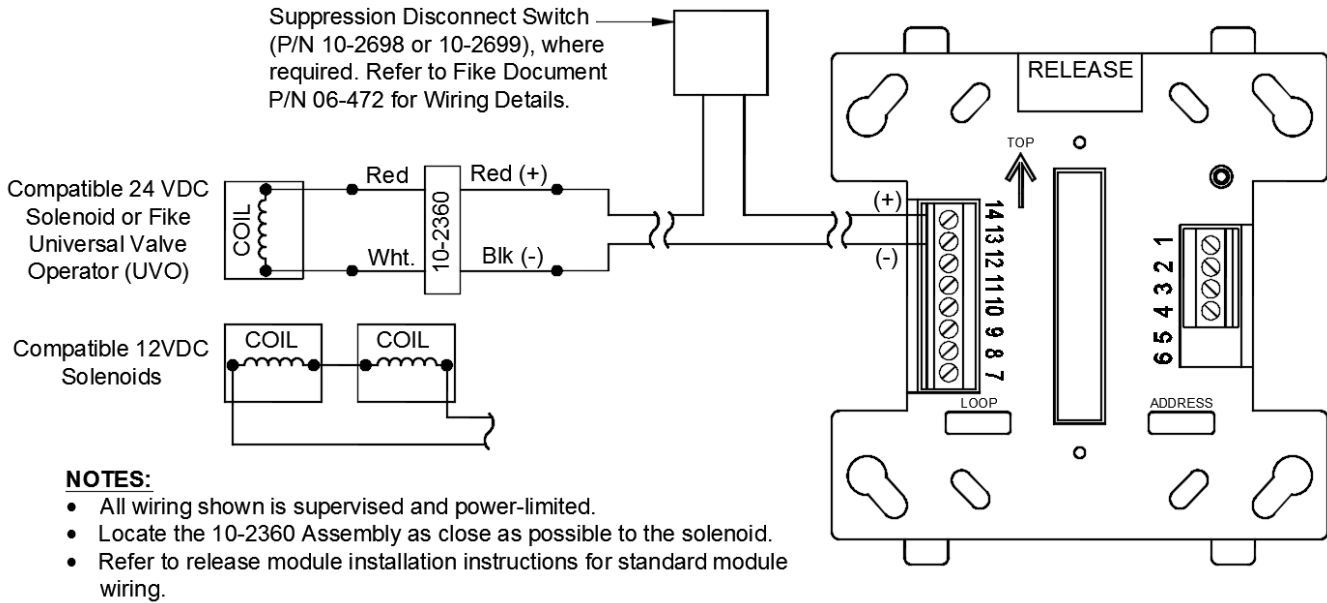 Suppression Disconnect Switch
(P/N 10-2698 or 10-2699), where
required. Refer to Fike Document
P/N 06-472 for Wiring Details.
RELEASE
TOP
Compatible 24 VDC
Solenoid or Fike
Universal Valve
Operator (UVO)
COIL
Red
Wht.
10-2360
Red (+)
Blk (-)
(+)
(-)
14
13
12
11
10
9
8
7
1
2
3
4
5
6
LOOP
ADDRESS
Compatible 12VDC
Solenoids
COIL
COIL
NOTES:
• All wiring shown is supervised and power-limited.
• Locate the 10-2360 Assembly as close as possible to the solenoid.
• Refer to release module installation instructions for standard module
wiring.